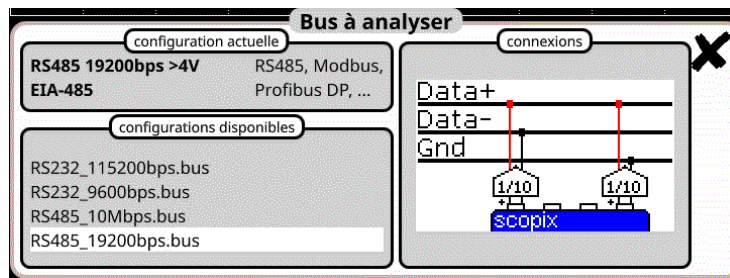 Bus à analyser
configuration actuelle
RS485 19200bps >4V RS485, Modbus,
EIA-485 Profibus DP, ...
configurations disponibles
RS232_115200bps.bus
RS232_9600bps.bus
RS485_10Mbps.bus
RS485_19200bps.bus
connexions
Data+
Data-
Gnd
1/10 1/10
+ +
scopix